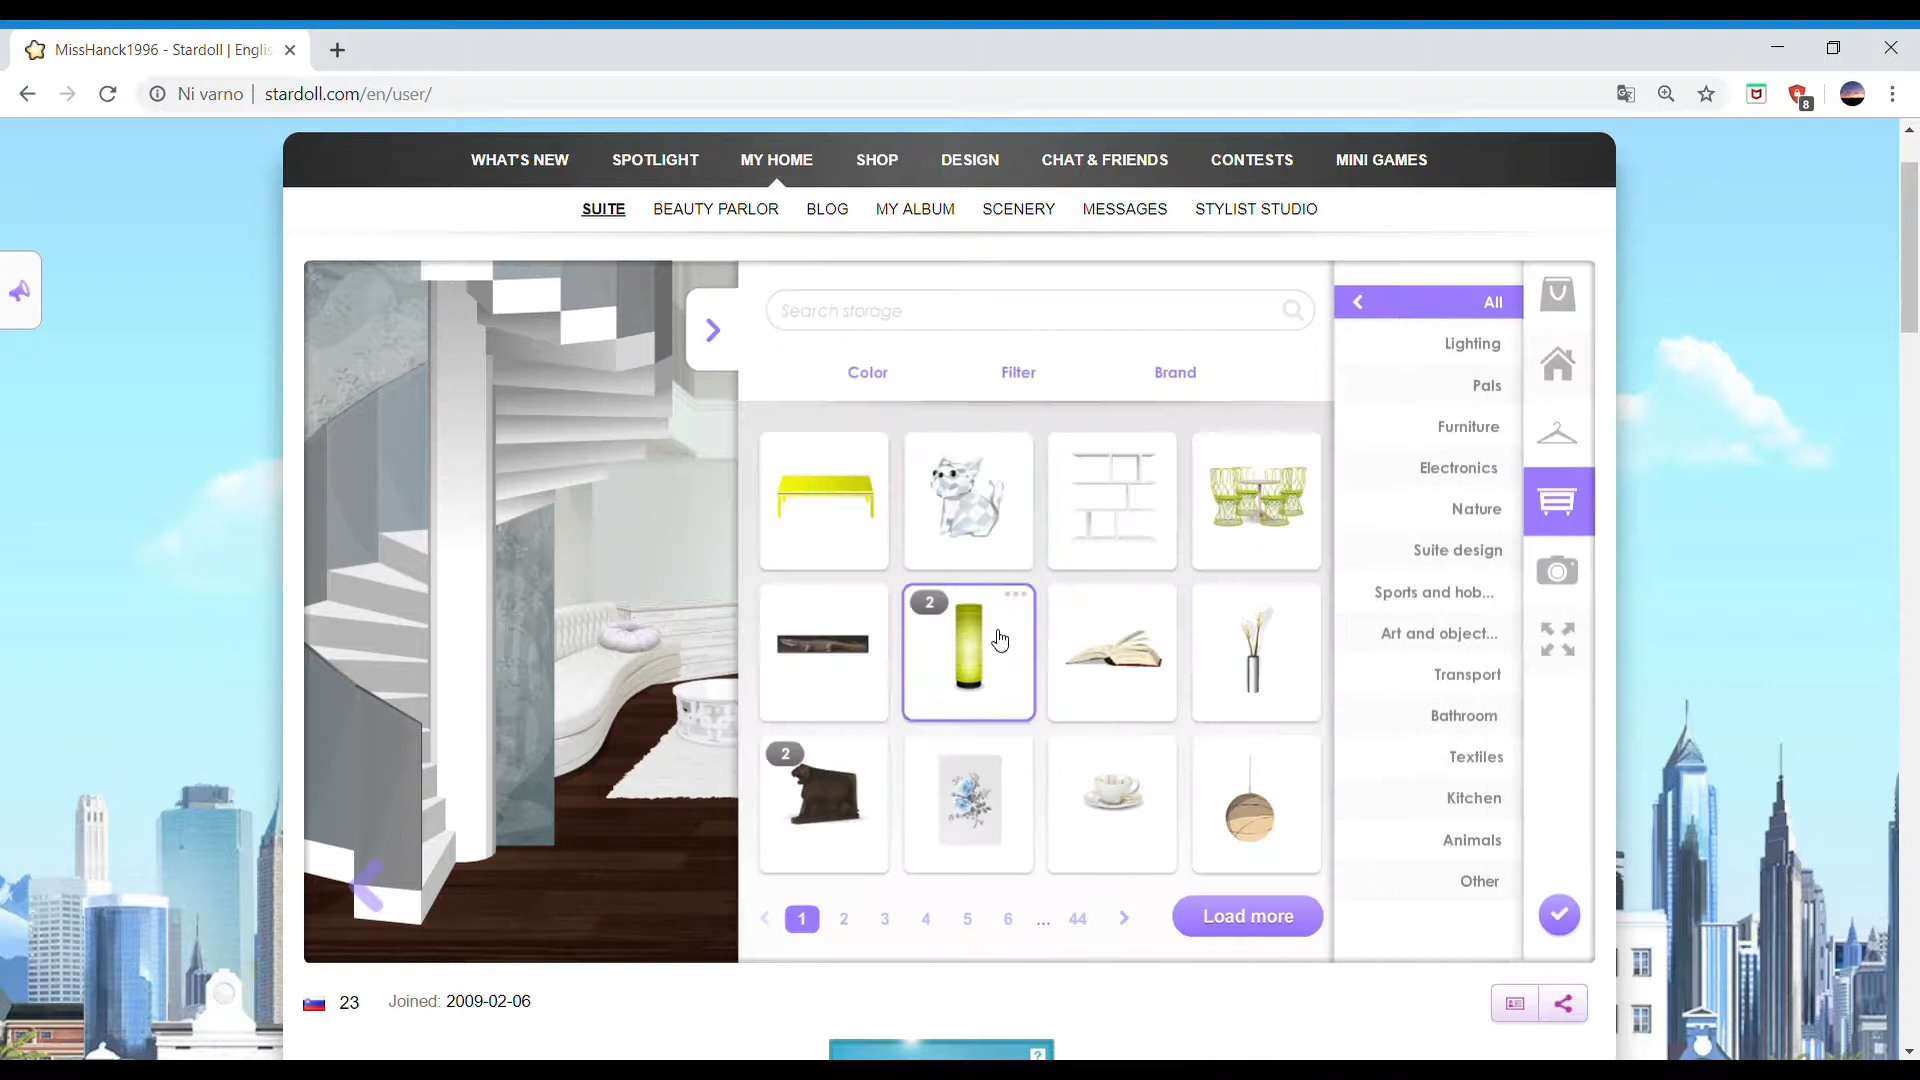 MissHanck1996 - Stardoll | Englis
Ni varno | stardoll.com/en/user/
8
WHAT'S NEW SPOTLIGHT MY HOME SHOP DESIGN CHAT & FRIENDS CONTESTS MINI GAMES
SUITE BEAUTY PARLOR BLOG MY ALBUM SCENERY MESSAGES STYLIST STUDIO
Search storage
Color Filter Brand
All
Lighting
Pals
Furniture
Electronics
Nature
Suite design
Sports and hob...
Art and object...
Transport
Bathroom
Textiles
Kitchen
Animals
Other
2
2
1 2 3 4 5 6 ... 44
Load more
23 Joined: 2009-02-06
?